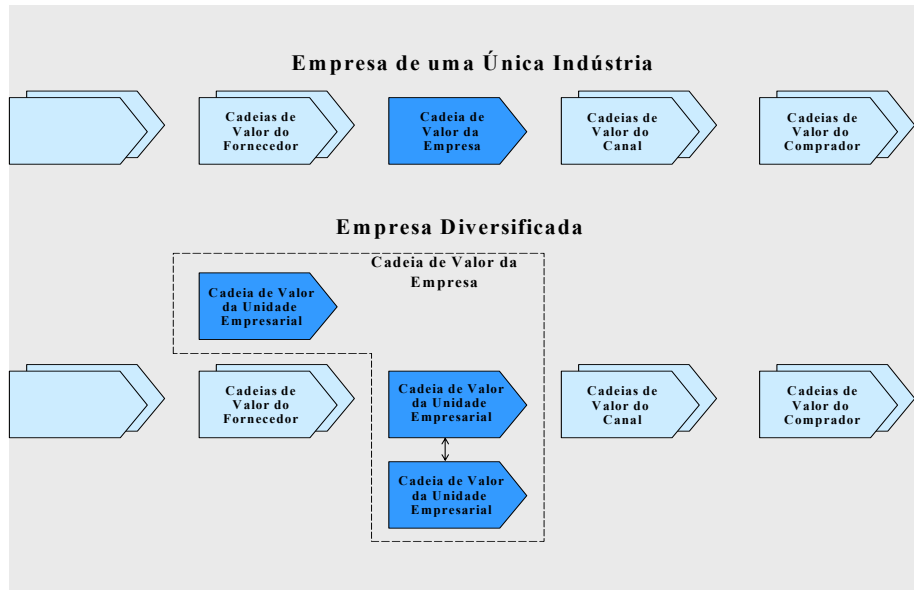 Empresa de uma Única Indústria
Cadeias de
Valor do
Fornecedor
Cadeia de
Valor da
Empresa
Cadeias de
Valor do
Canal
Cadeias de
Valor do
Comprador
Empresa Diversificada
Cadeia de Valor da
Empresa
Cadeia de Valor
da Unidade
Empresarial
Cadeias de
Valor do
Fornecedor
Cadeia de Valor
da Unidade
Empresarial
Cadeias de
Valor do
Canal
Cadeias de
Valor do
Comprador
Cadeia de Valor
da Unidade
Empresarial